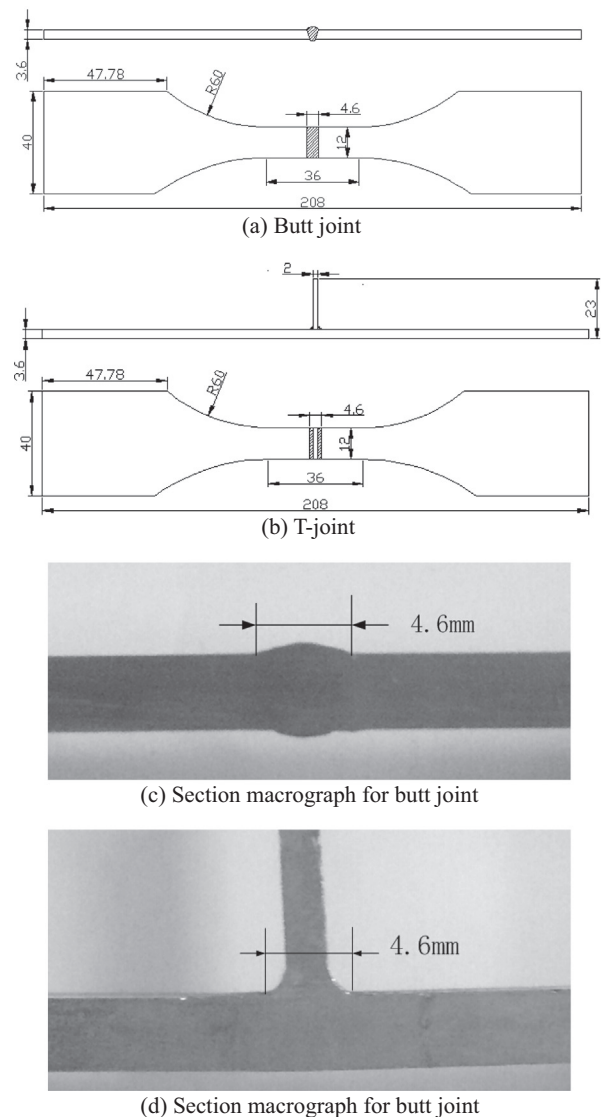 3.6
47.78
R60
4.6
40
12
36
208
(a) Butt joint
2
23
3.6
47.78
R60
4.6
40
12
36
208
(b) T-joint
4.6mm
(c) Section macrograph for butt joint
4.6mm
(d) Section macrograph for butt joint